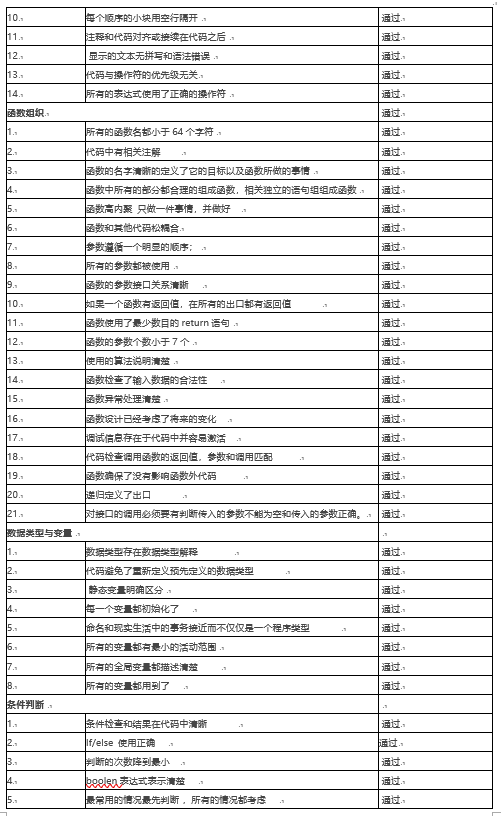 10. 每个顺序的小块用空行隔开 通过.
11. 注释和代码对齐或接续在代码之后 通过.
12. 显示的文本无拼写和语法错误 通过.
13. 代码与操作符的优先级无关 通过.
14. 所有的表达式使用了正确的操作符 通过.
函数组织 通过.
1. 所有的函数名都小于 64 个字符 通过.
2. 代码中有相关注解 通过.
3. 函数的名字清晰的定义了它的目标以及函数所做的事情 通过.
4. 函数中所有的部分都合理的组成函数，相关独立的语句组组成函数 通过.
5. 函数高内聚 只做一件事情，并做好 通过.
6. 函数和其他代码松耦合 通过.
7. 参数遵循一个明显的顺序； 通过.
8. 所有的参数都被使用 通过.
9. 函数的参数接口关系清晰 通过.
10. 如果一个函数有返回值，在所有的出口都有返回值 通过.
11. 函数使用了最少数目的 return 语句 通过.
12. 函数的参数个数小于 7 个 通过.
13. 使用的算法说明清楚 通过.
14. 函数检查了输入数据的合法性 通过.
15. 函数异常处理清楚 通过.
16. 函数设计已经考虑了将来的变化 通过.
17. 调试信息存在于代码中并容易激活 通过.
18. 代码检查调用函数的返回值，参数和调用匹配 通过.
19. 函数确保了没有影响函数外代码 通过.
20. 递归定义了出口 通过.
21. 对接口的调用必须要有判断传入的参数不能为空和传入的参数正确。 通过.
数据类型与变量
1. 数据类型存在数据类型解释 通过.
2. 代码避免了重新定义预先定义的数据类型 通过.
3. 静态变量明确区分 通过.
4. 每一个变量都初始化了 通过.
5. 命名和现实生活中的事务接近而不仅仅是一个程序类型 通过.
6. 所有的变量都有最小的活动范围 通过.
7. 所有的全局变量都描述清楚 通过.
8. 所有的变量都用到了 通过.
条件判断
1. 条件检查和结果在代码中清晰 通过.
2. If/else 使用正确 通过.
3. 判断的次数降到最小 通过.
4. boolen 表达式表示清楚 通过.
5. 最常用的情况最先判断 ，所有的情况都考虑 通过.